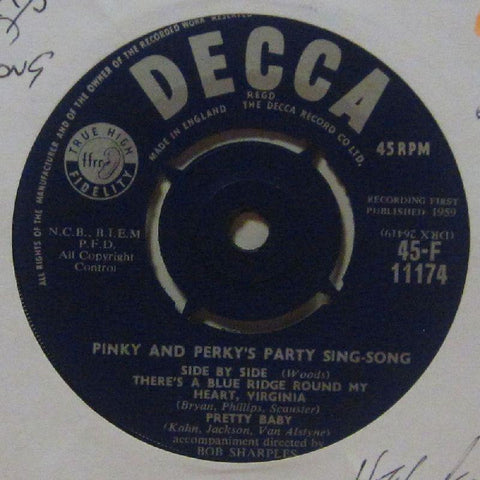 ONG
ALL RIGHTS OF THE MANUFACTURER AND OF THE OWNER OF THE RECORDED WORK RESERVED
DECCA
REGD
MADE IN ENGLAND
THE DECCA RECORD CO LTD.
TRUE HIGH
ffrr
FIDELITY
45 RPM
RECORDING FIRST
PUBLISHED 1959
N.C.B., B.I.E.M
P.F.D.
All Copyright
Control
(DRX 26419)
45-F
11174
PINKY AND PERKY'S PARTY SING-SONG
SIDE BY SIDE (Woods)
THERE'S A BLUE RIDGE ROUND MY
HEART, VIRGINIA
(Bryan, Phillips, Scanster)
PRETTY BABY
(Kahn, Jackson, Van Alstyne)
accompaniment directed by
BOB SHARPLES